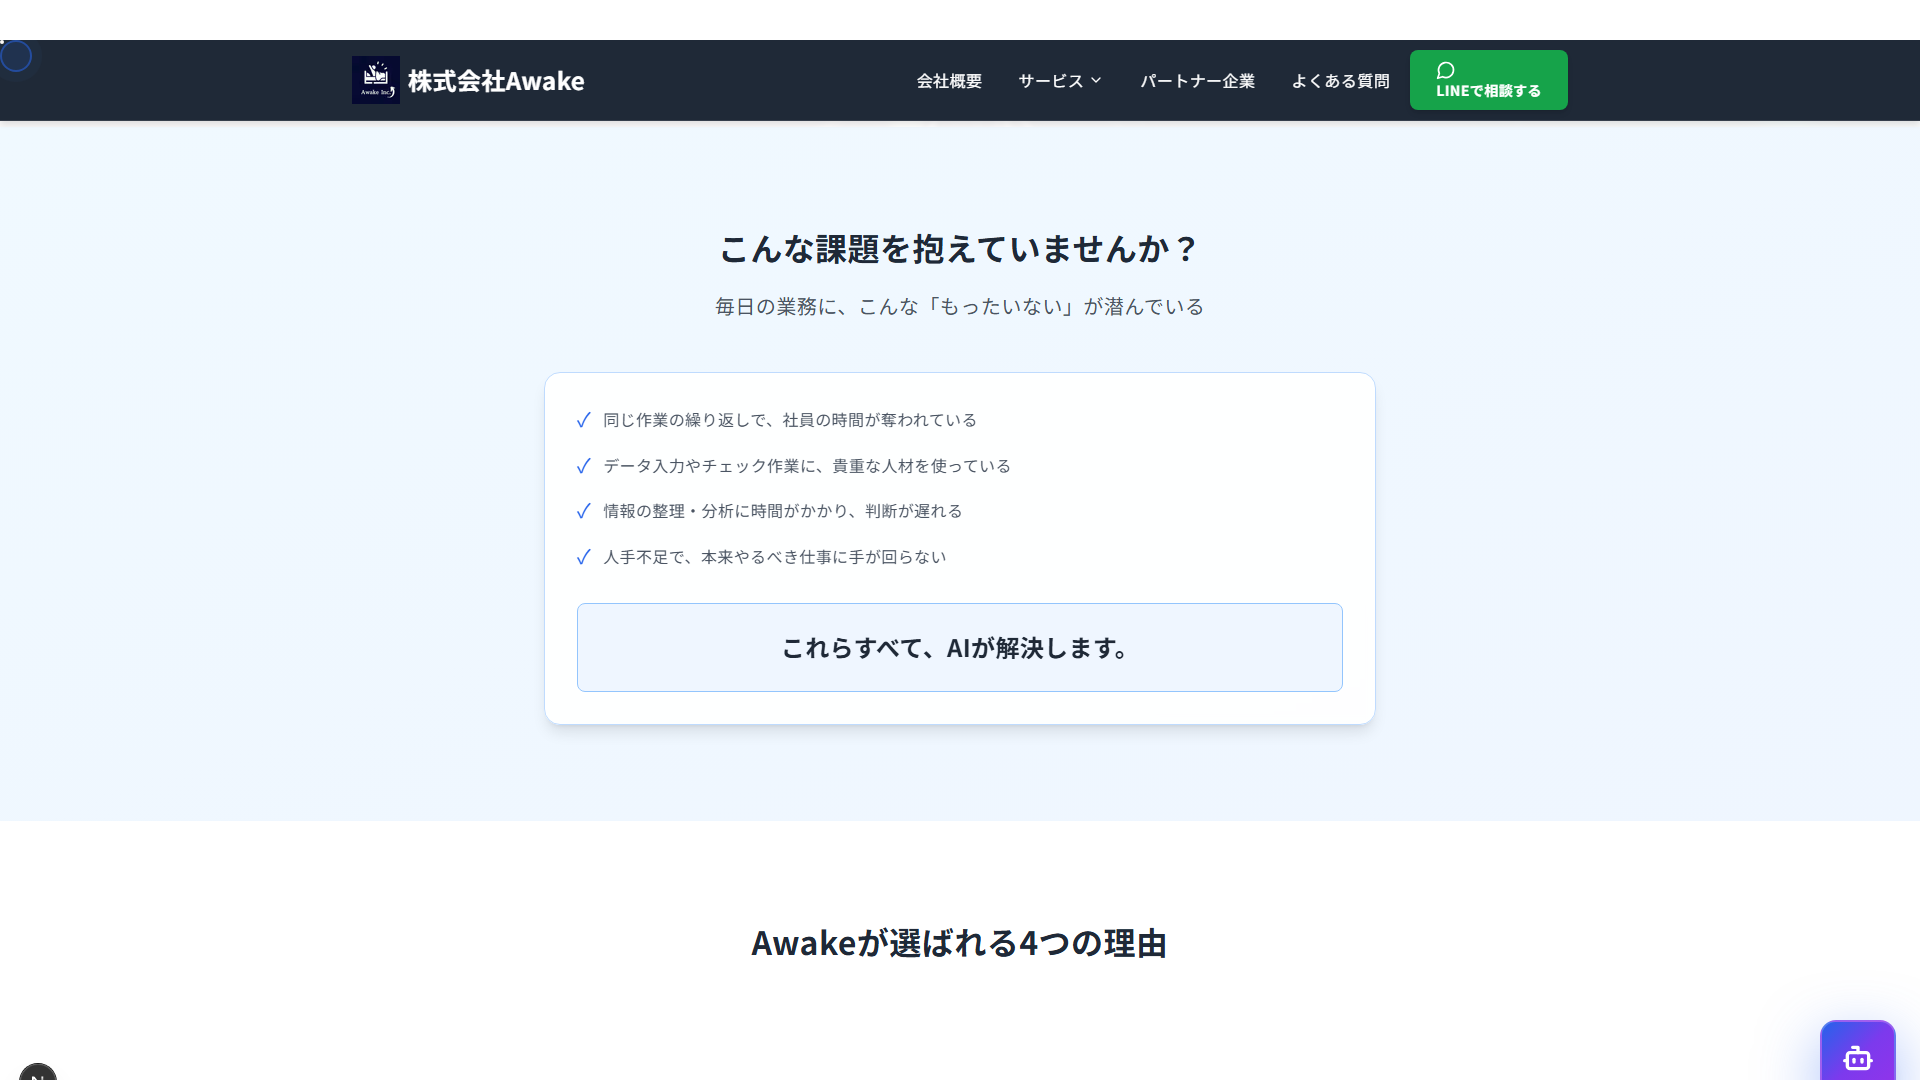 Awake Inc.
株式会社Awake
会社概要
サービス
パートナー企業
よくある質問
LINEで相談する
こんな課題を抱えていませんか？
毎日の業務に、こんな「もったいない」が潜んでいる
✓ 同じ作業の繰り返しで、社員の時間が奪われている
✓ データ入力やチェック作業に、貴重な人材を使っている
✓ 情報の整理・分析に時間がかかり、判断が遅れる
✓ 人手不足で、本来やるべき仕事に手が回らない
これらすべて、AIが解決します。
Awakeが選ばれる4つの理由